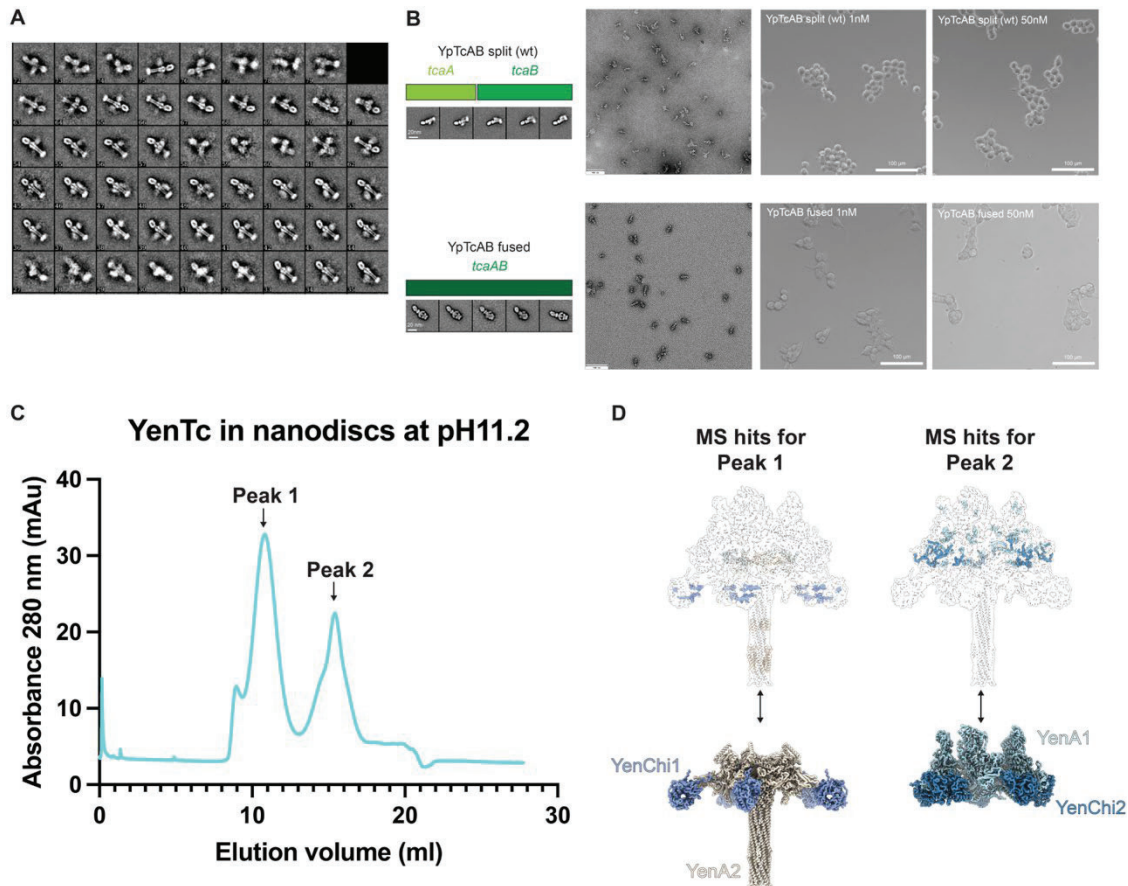 A
B
YpTcAB split (wt)
tcaA
tcaB
20nm
YpTcAB split (wt) 1nM
100 µm
YpTcAB split (wt) 50nM
100 µm
YpTcAB fused
tcaAB
20 nm
YpTcAB fused 1nM
100 µm
YpTcAB fused 50nM
100 µm
C
YenTc in nanodiscs at pH11.2
Absorbance 280 nm (mAu)
40
30
20
10
0
Peak 1
Peak 2
0
10
20
30
Elution volume (ml)
D
MS hits for
Peak 1
MS hits for
Peak 2
YenChi1
YenA2
YenA1
YenChi2